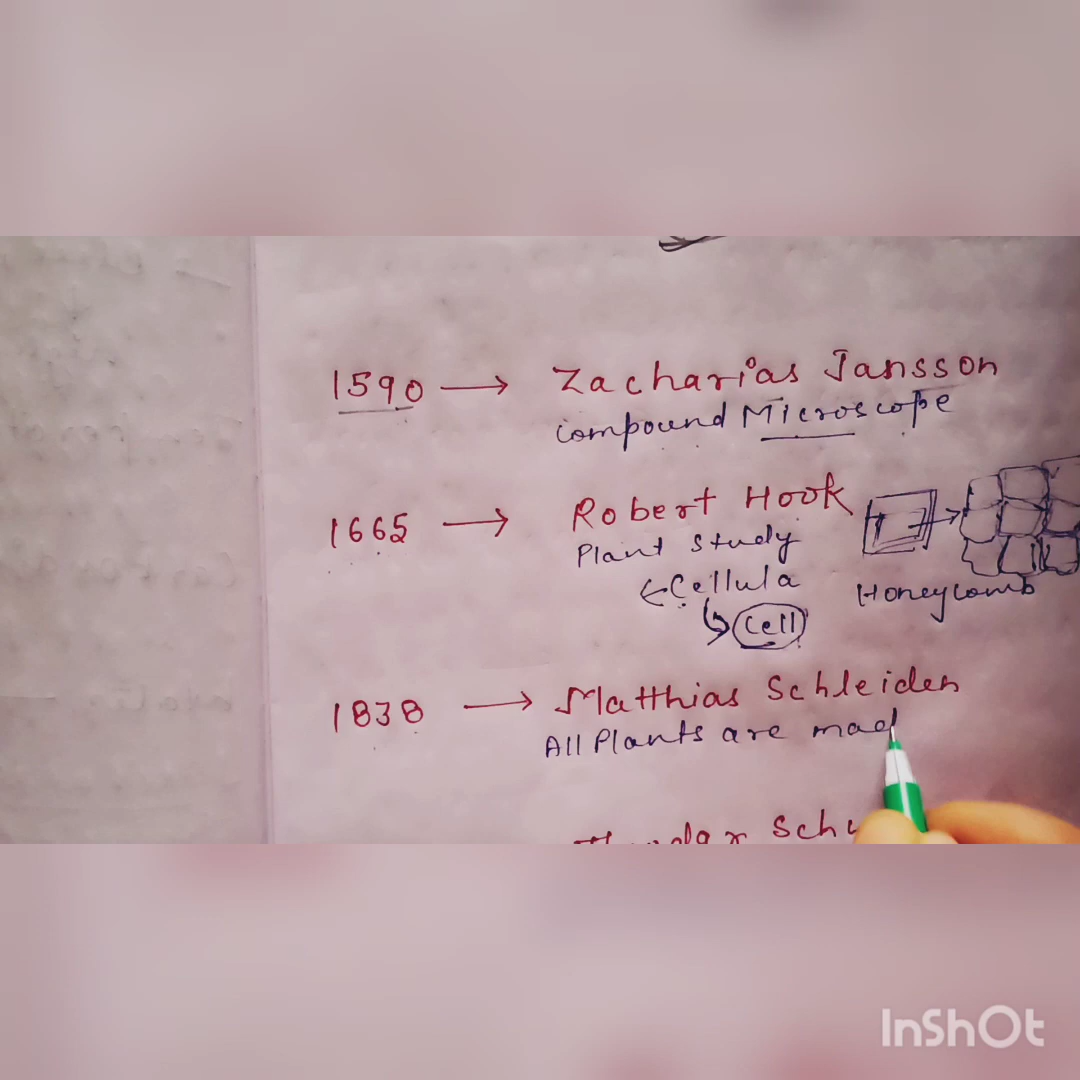 1590 → Zacharias Jansson
compound Microscope
1665 → Robert Hook
Plant study
←Cellula
Cell
Honeycomb
1838 → Matthias Schleiden
All Plants are mad
InShOt